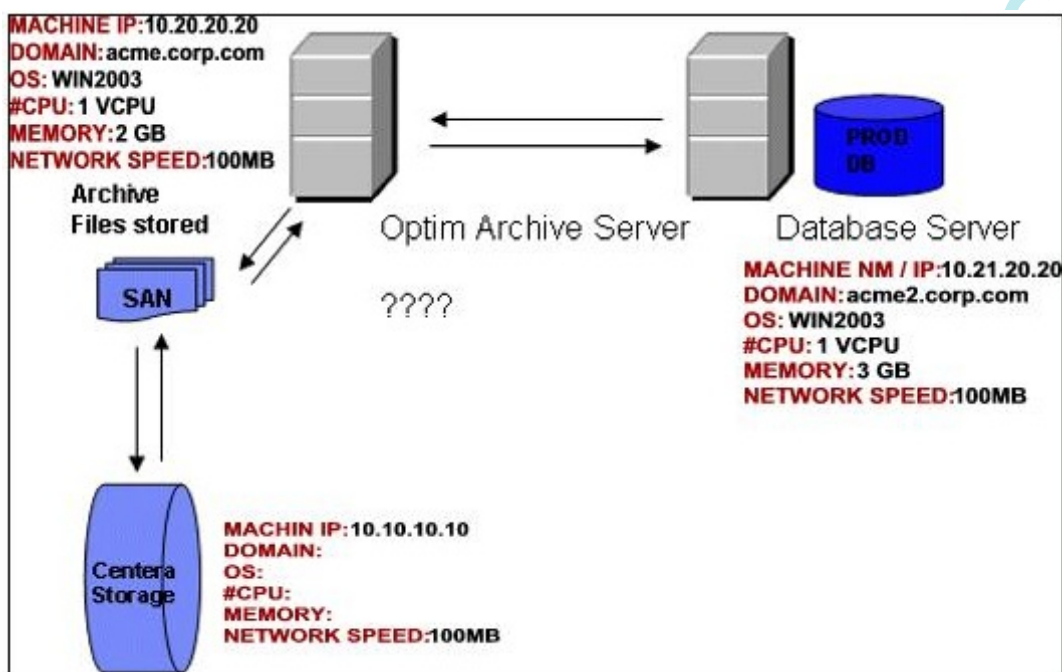 MACHINE IP:10.20.20.20
DOMAIN: acme.corp.com
OS: WIN2003
#CPU: 1 VCPU
MEMORY:2 GB
NETWORK SPEED:100MB
Archive
Files stored
SAN
Optim Archive Server
????
PROD
DB
Database Server
MACHINE NM / IP:10.21.20.20
DOMAIN: acme2.corp.com
OS: WIN2003
#CPU: 1 VCPU
MEMORY:3 GB
NETWORK SPEED:100MB
Centera
Storage
MACHIN IP:10.10.10.10
DOMAIN:
OS:
#CPU:
MEMORY:
NETWORK SPEED:100MB